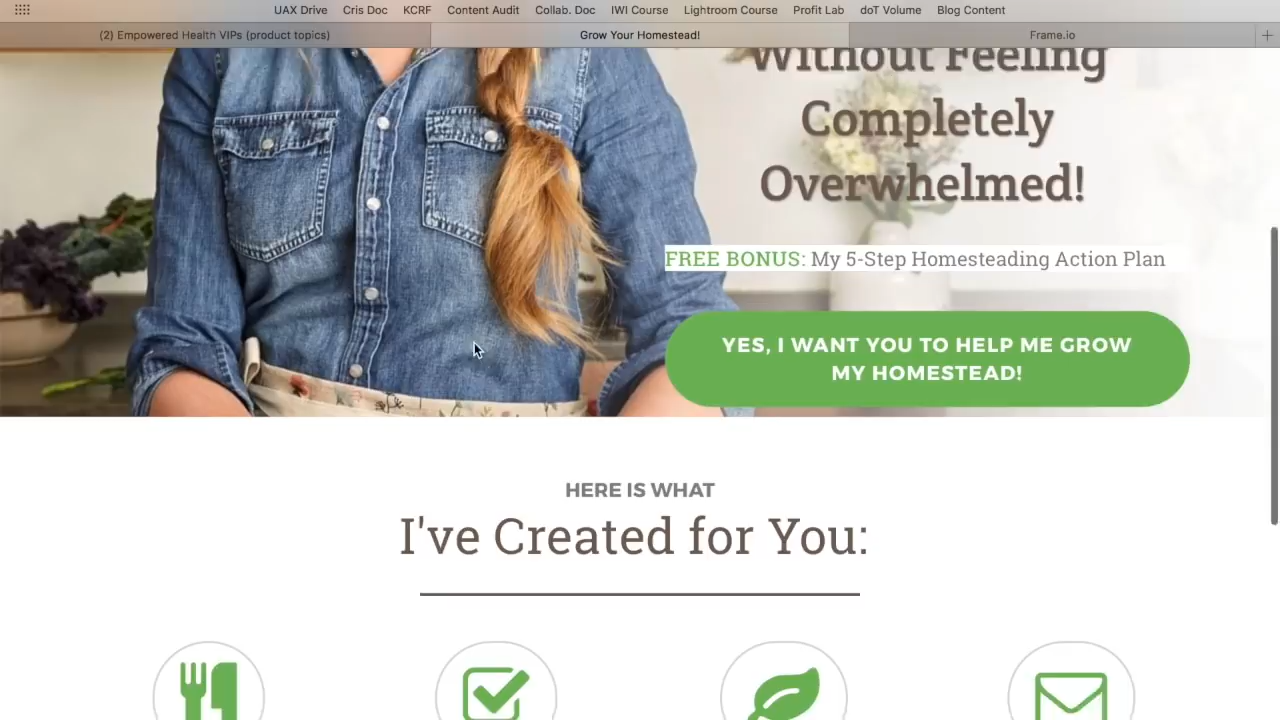 UAX Drive Cris Doc KCRF Content Audit Collab. Doc IWI Course Lightroom Course Profit Lab doT Volume Blog Content
(2) Empowered Health VIPs (product topics) Grow Your Homestead! Frame.io
Without Feeling
Completely
Overwhelmed!
FREE BONUS: My 5-Step Homesteading Action Plan
YES, I WANT YOU TO HELP ME GROW
MY HOMESTEAD!
HERE IS WHAT
I've Created for You: